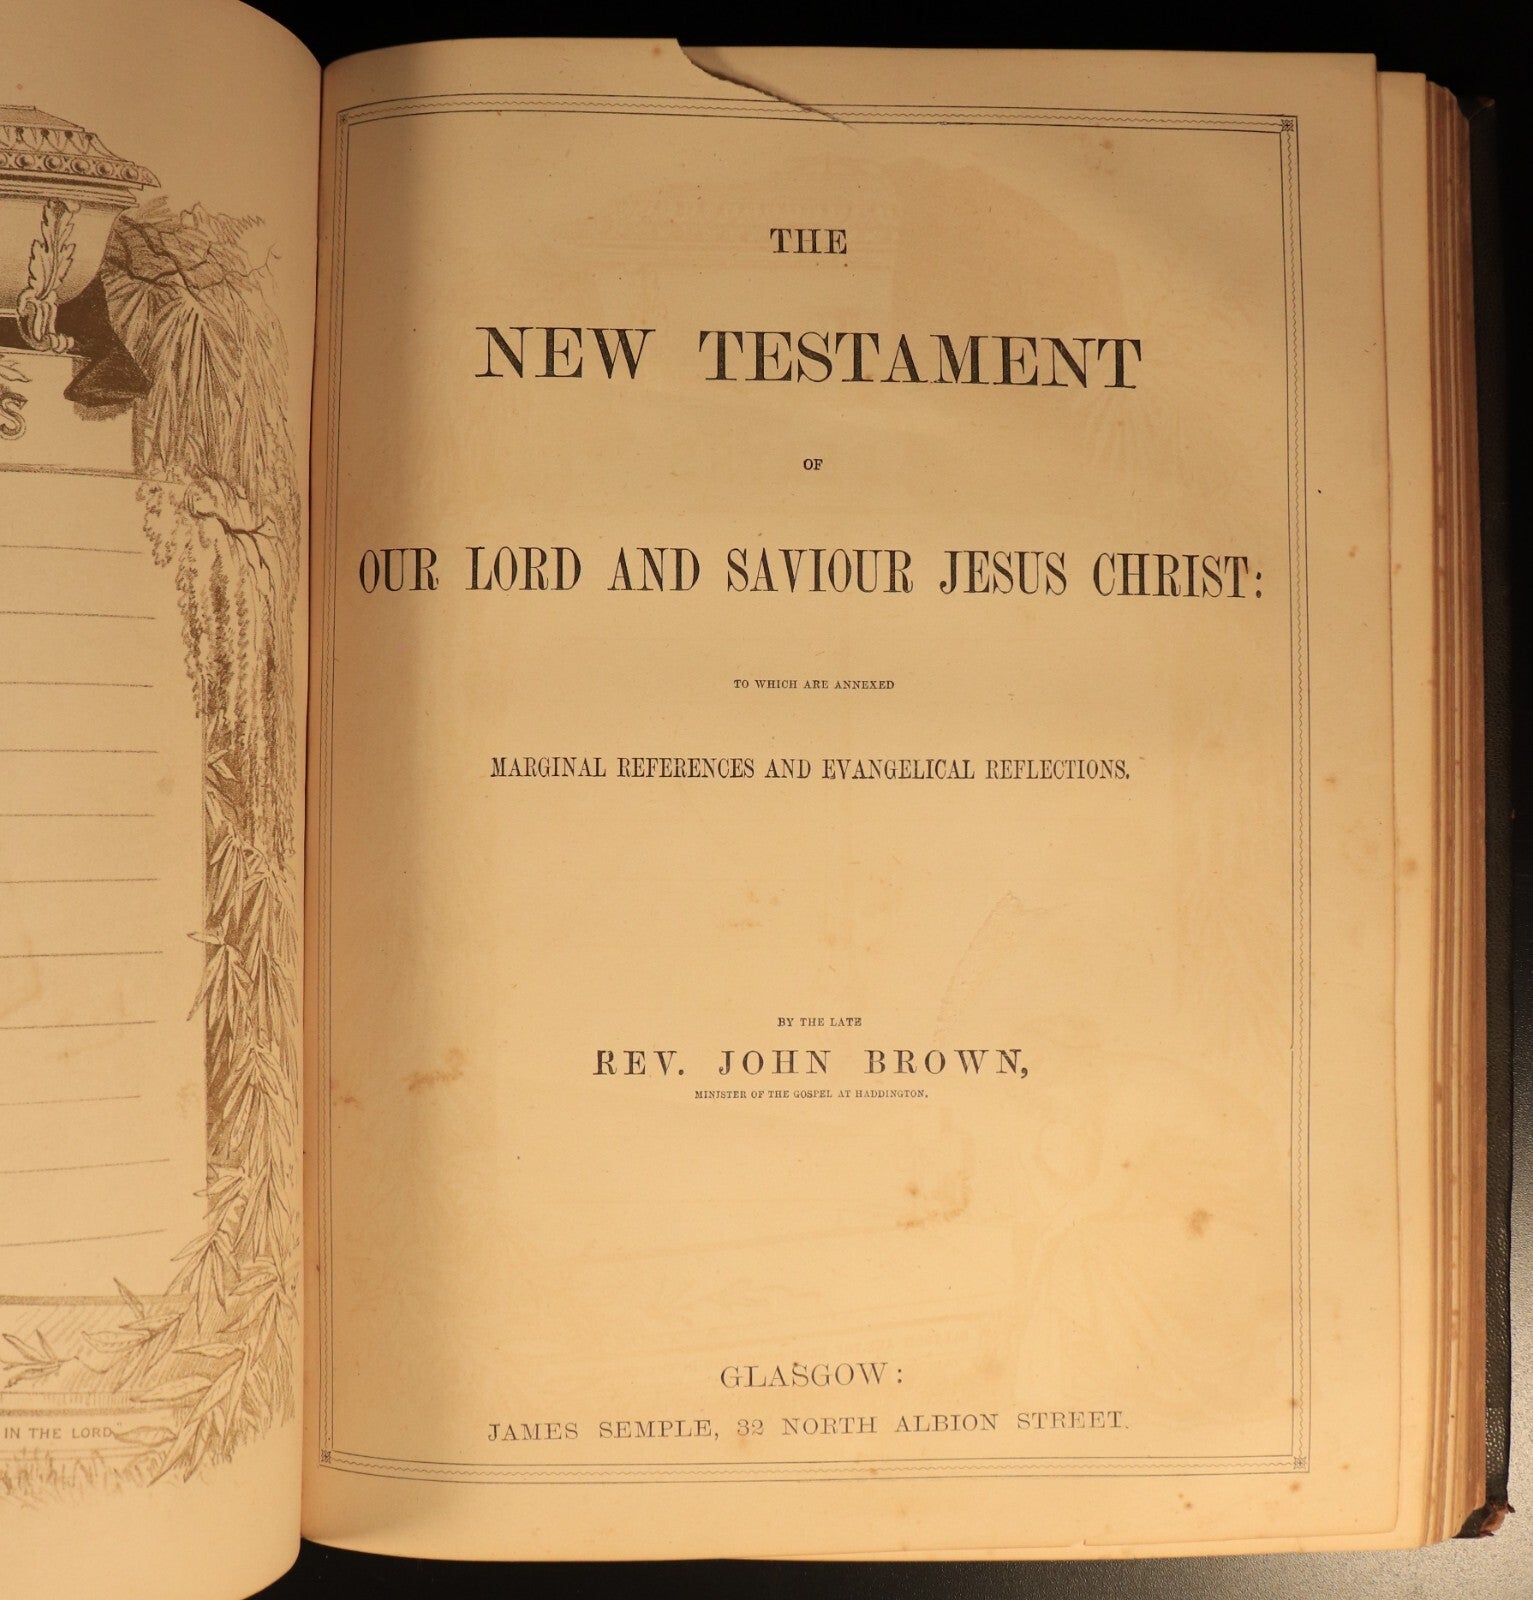 S
IN THE LORD
THE
NEW TESTAMENT
OF
OUR LORD AND SAVIOUR JESUS CHRIST:
TO WHICH ARE ANNEXED
MARGINAL REFERENCES AND EVANGELICAL REFLECTIONS.
BY THE LATE
REV. JOHN BROWN,
MINISTER OF THE GOSPEL AT HADDINGTON.
GLASGOW:
JAMES SEMPLE, 32 NORTH ALBION STREET.